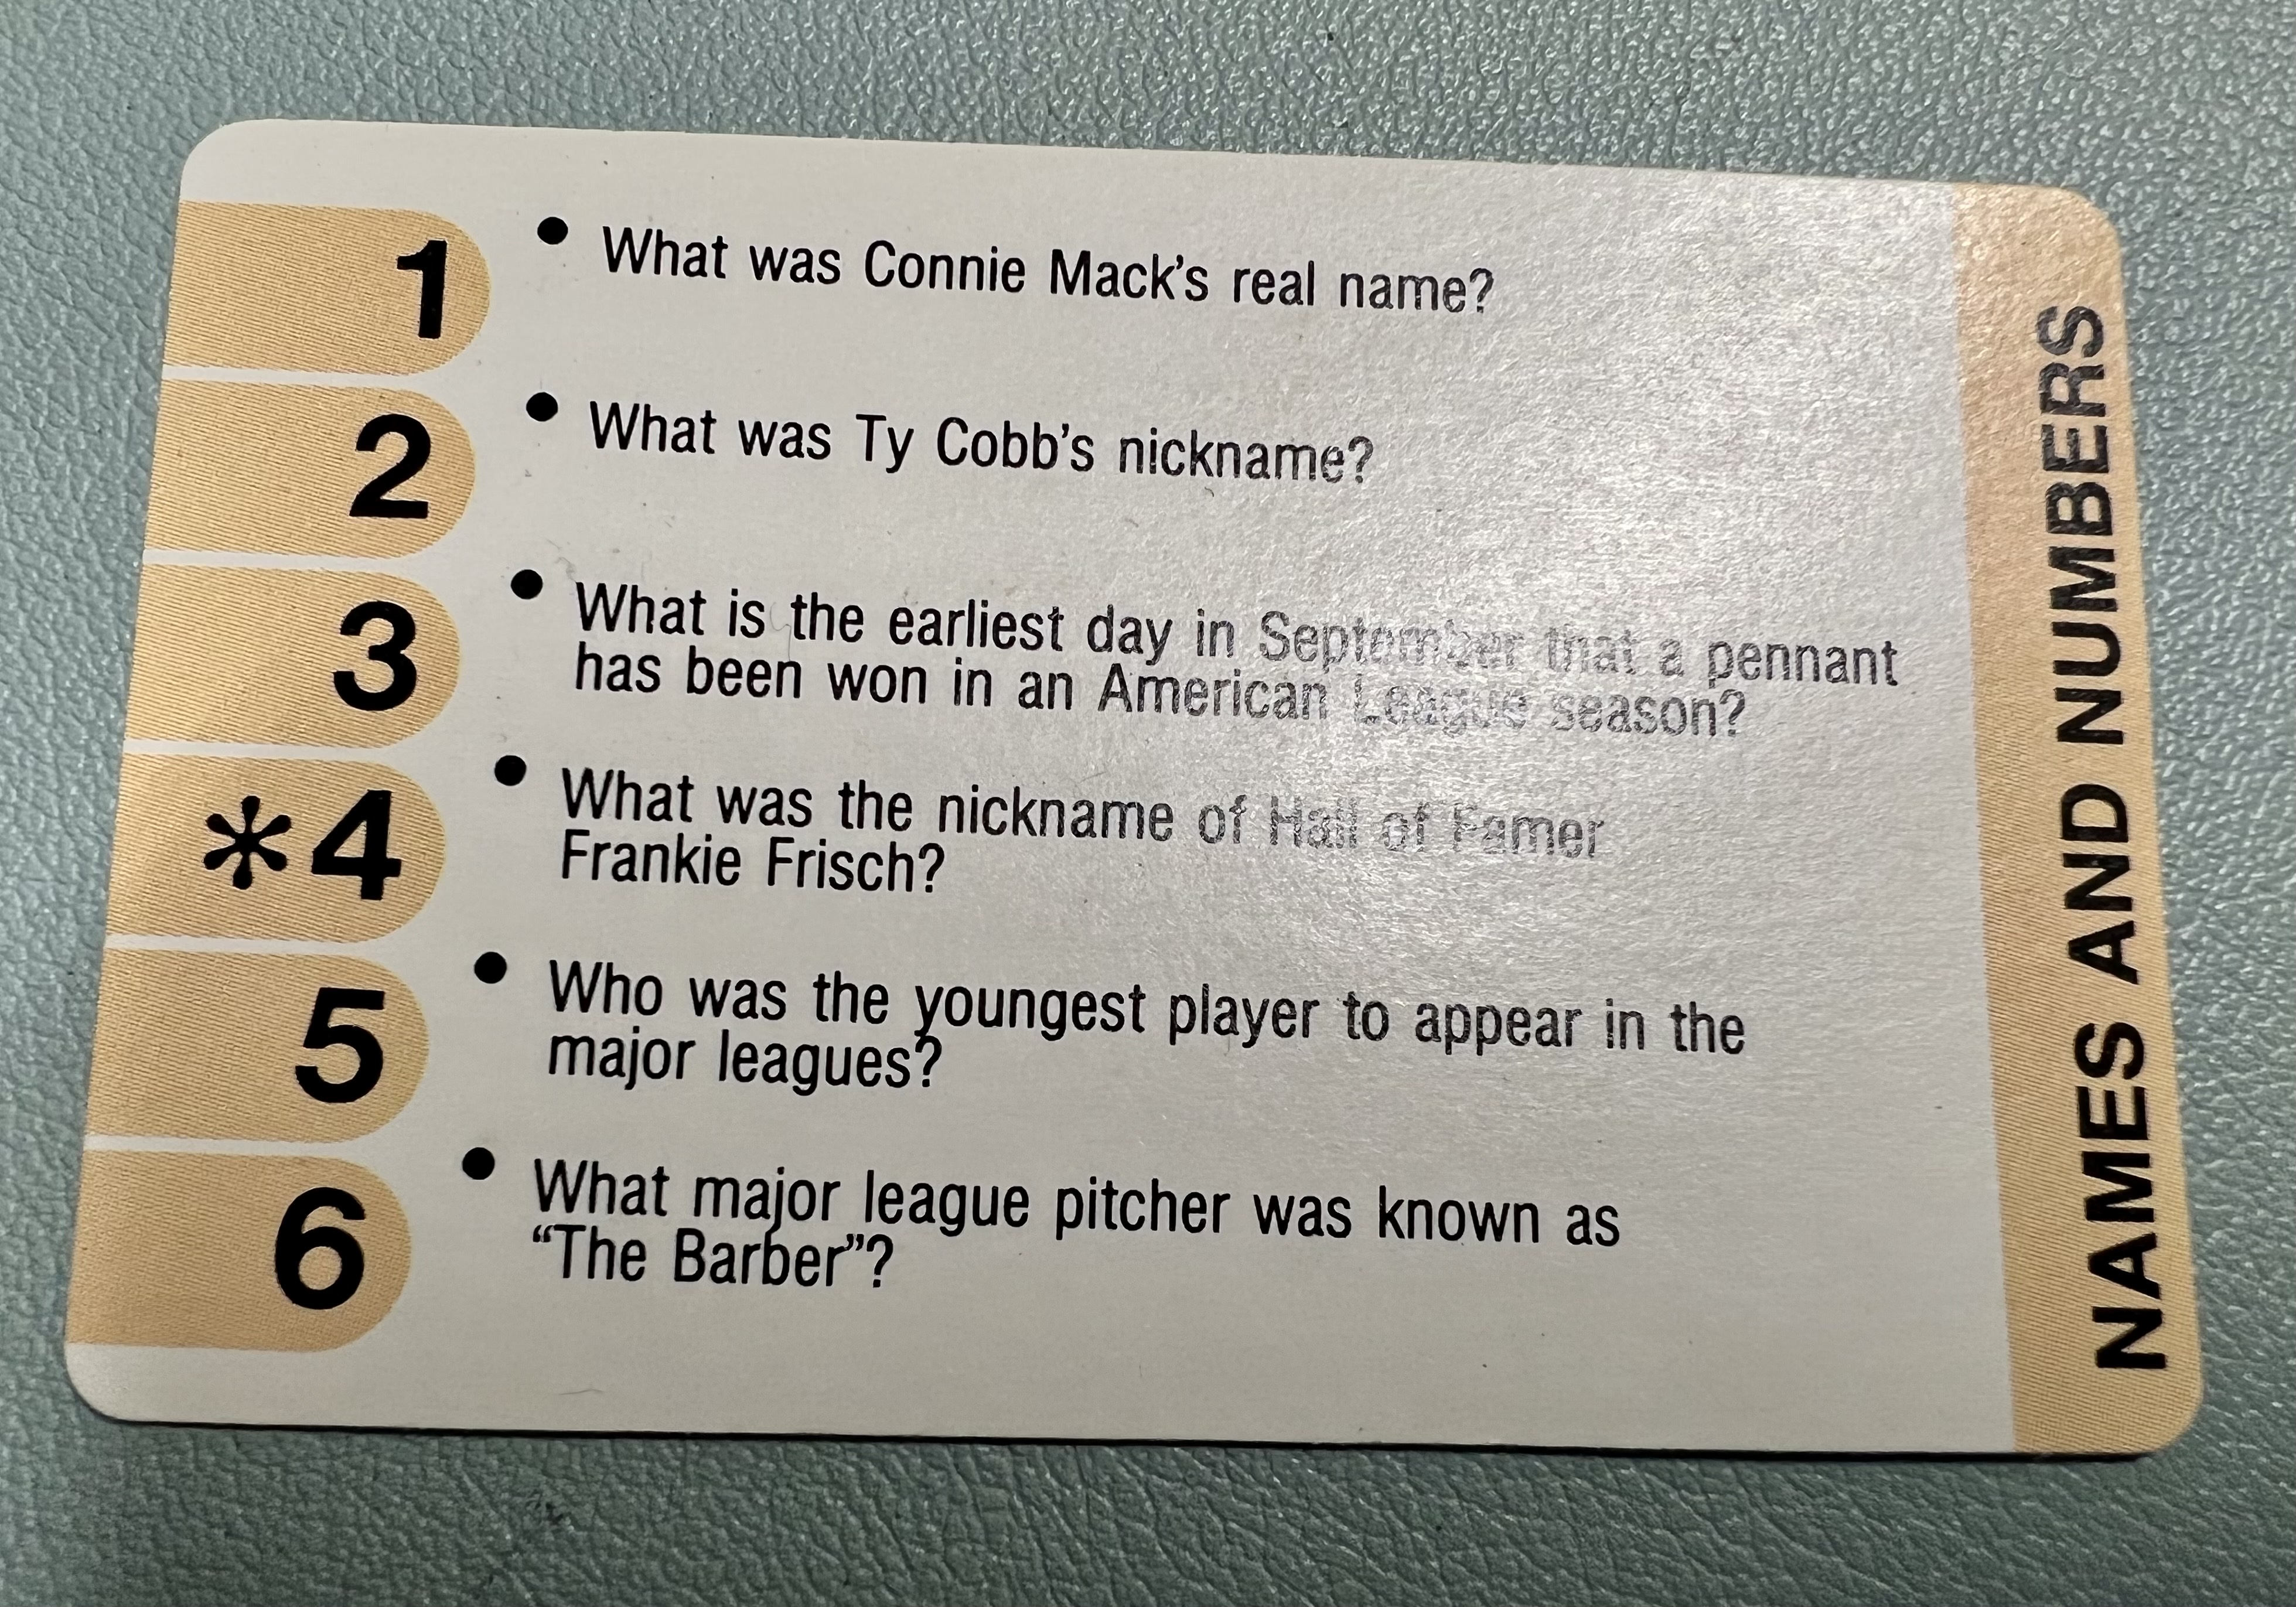 1 • What was Connie Mack's real name?
2 • What was Ty Cobb's nickname?
3 • What is the earliest day in September that a pennant
has been won in an American League season?
*4 • What was the nickname of Hall of Famer
Frankie Frisch?
5 • Who was the youngest player to appear in the
major leagues?
6 • What major league pitcher was known as
“The Barber”?
NAMES AND NUMBERS